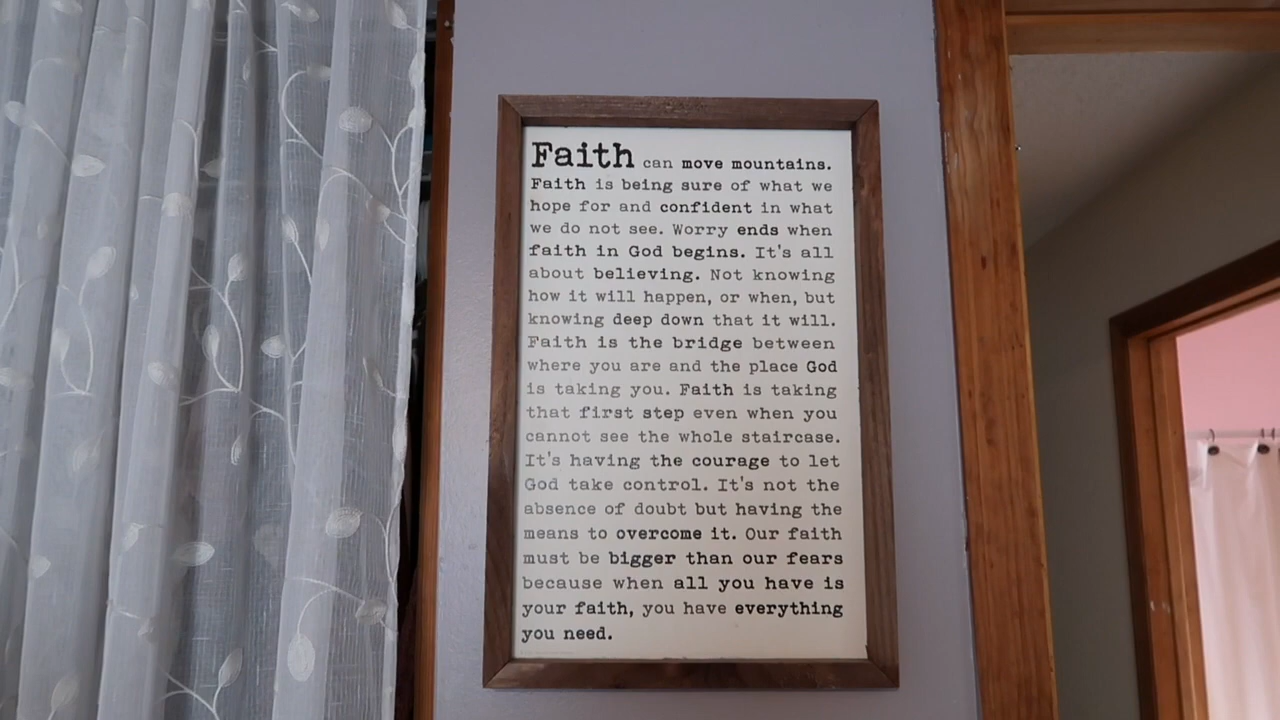 Faith can move mountains.
Faith is being sure of what we
hope for and confident in what
we do not see. Worry ends when
faith in God begins. It's all
about believing. Not knowing
how it will happen, or when, but
knowing deep down that it will.
Faith is the bridge between
where you are and the place God
is taking you. Faith is taking
that first step even when you
cannot see the whole staircase.
It's having the courage to let
God take control. It's not the
absence of doubt but having the
means to overcome it. Our faith
must be bigger than our fears
because when all you have is
your faith, you have everything
you need.